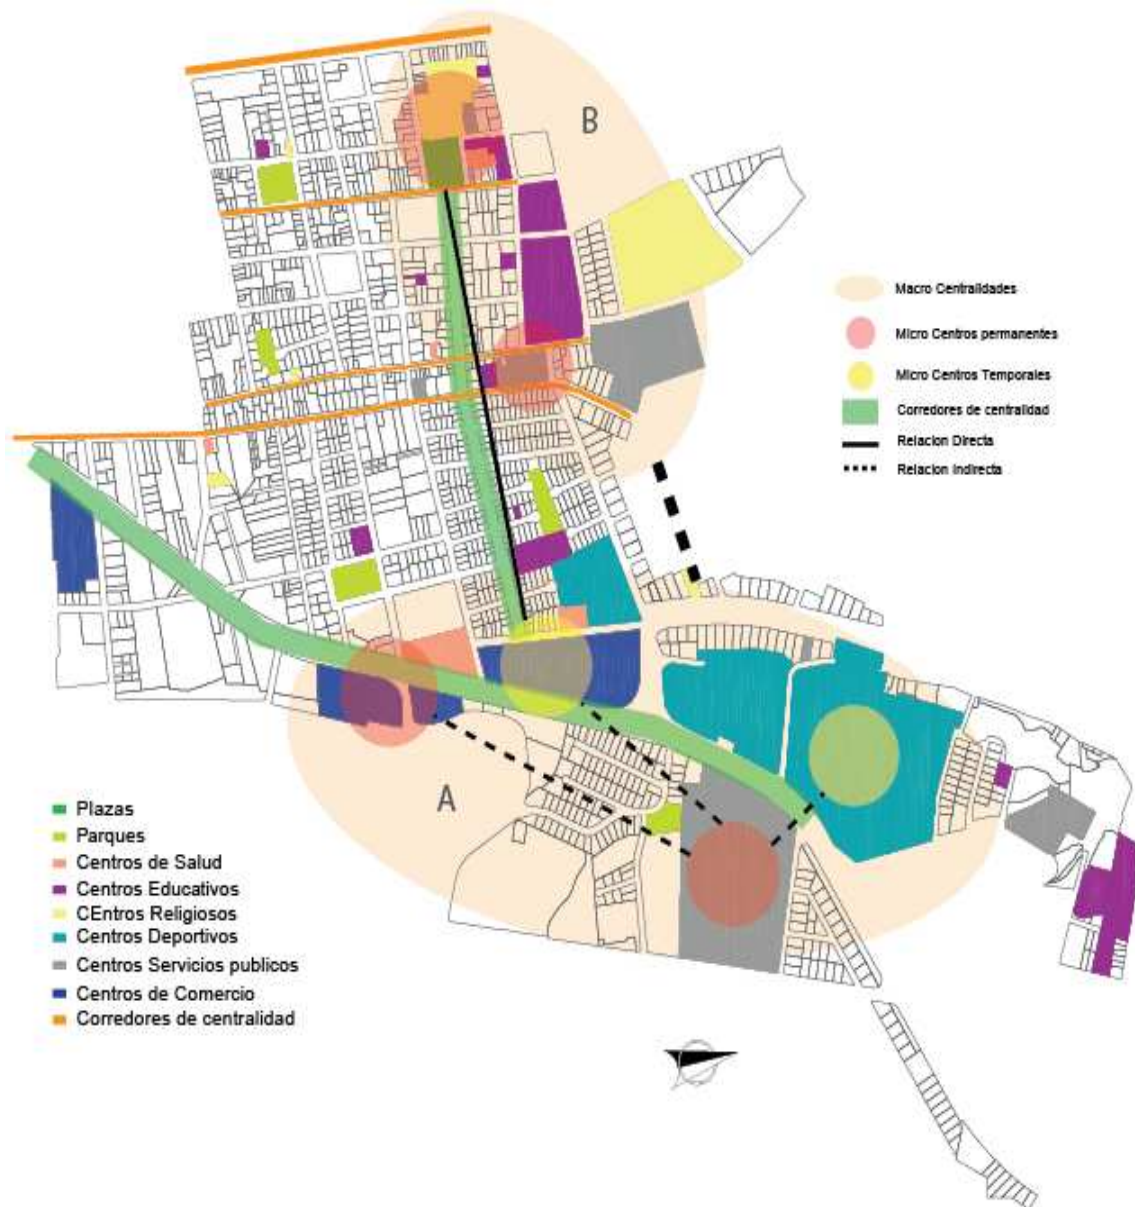 B
Macro Centralidades
Micro Centros permanentes
Micro Centros Temporales
Corredores de centralidad
Relacion Directa
Relacion Indirecta
A
Plazas
Parques
Centros de Salud
Centros Educativos
CEntros Religiosos
Centros Deportivos
Centros Servicios publicos
Centros de Comercio
Corredores de centralidad